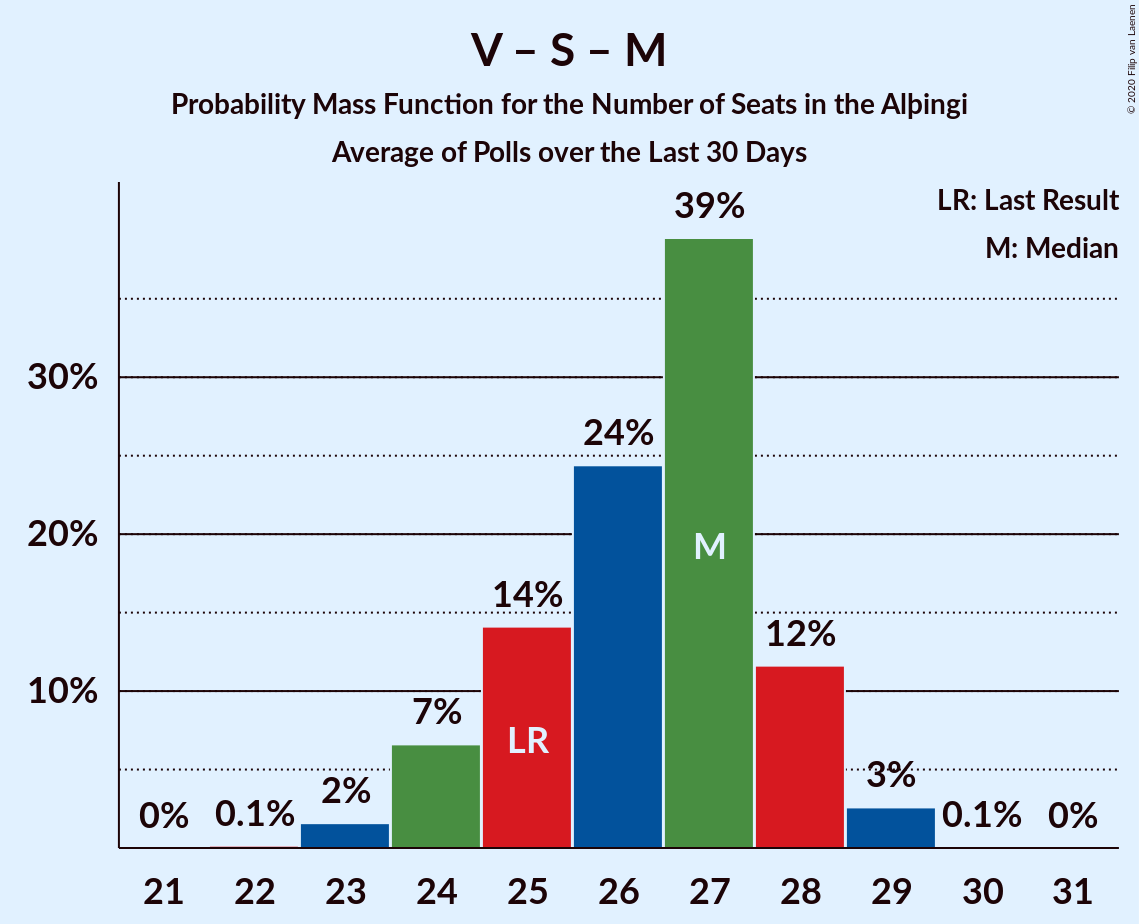 V – S – M
Probability Mass Function for the Number of Seats in the Alþingi
Average of Polls over the Last 30 Days
© 2020 Filip van Laenen
LR: Last Result
M: Median
39%
30%
24%
20%
M
14%
12%
10%
7%
LR
3%
2%
0% 0.1% 0.1% 0%
21 22 23 24 25 26 27 28 29 30 31